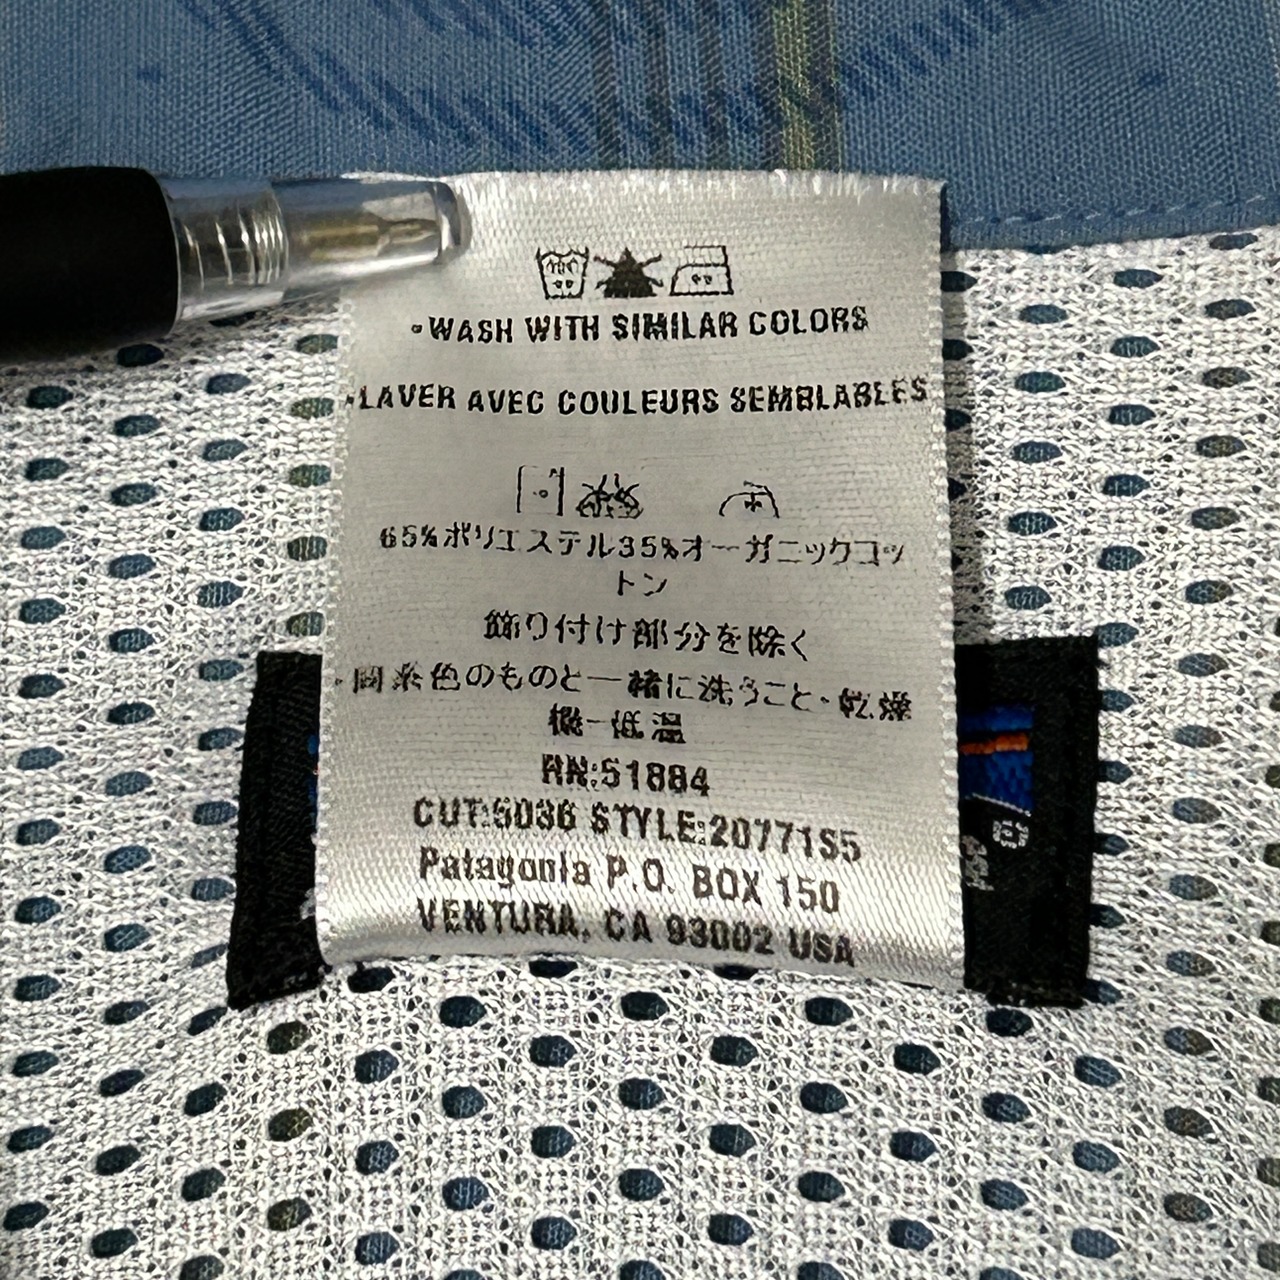 •WASH WITH SIMILAR COLORS
•LAVER AVEC COULEURS SEMBLABLES
65%ポリエステル35%オーガニックコッ
トン
飾り付け部分を除く
・同系色のものと一緒に洗うこと・乾燥
機ー低温
RN:51884
CUT:5036 STYLE:20771S5
Patagonia P.O. BOX 150
VENTURA, CA 93002 USA